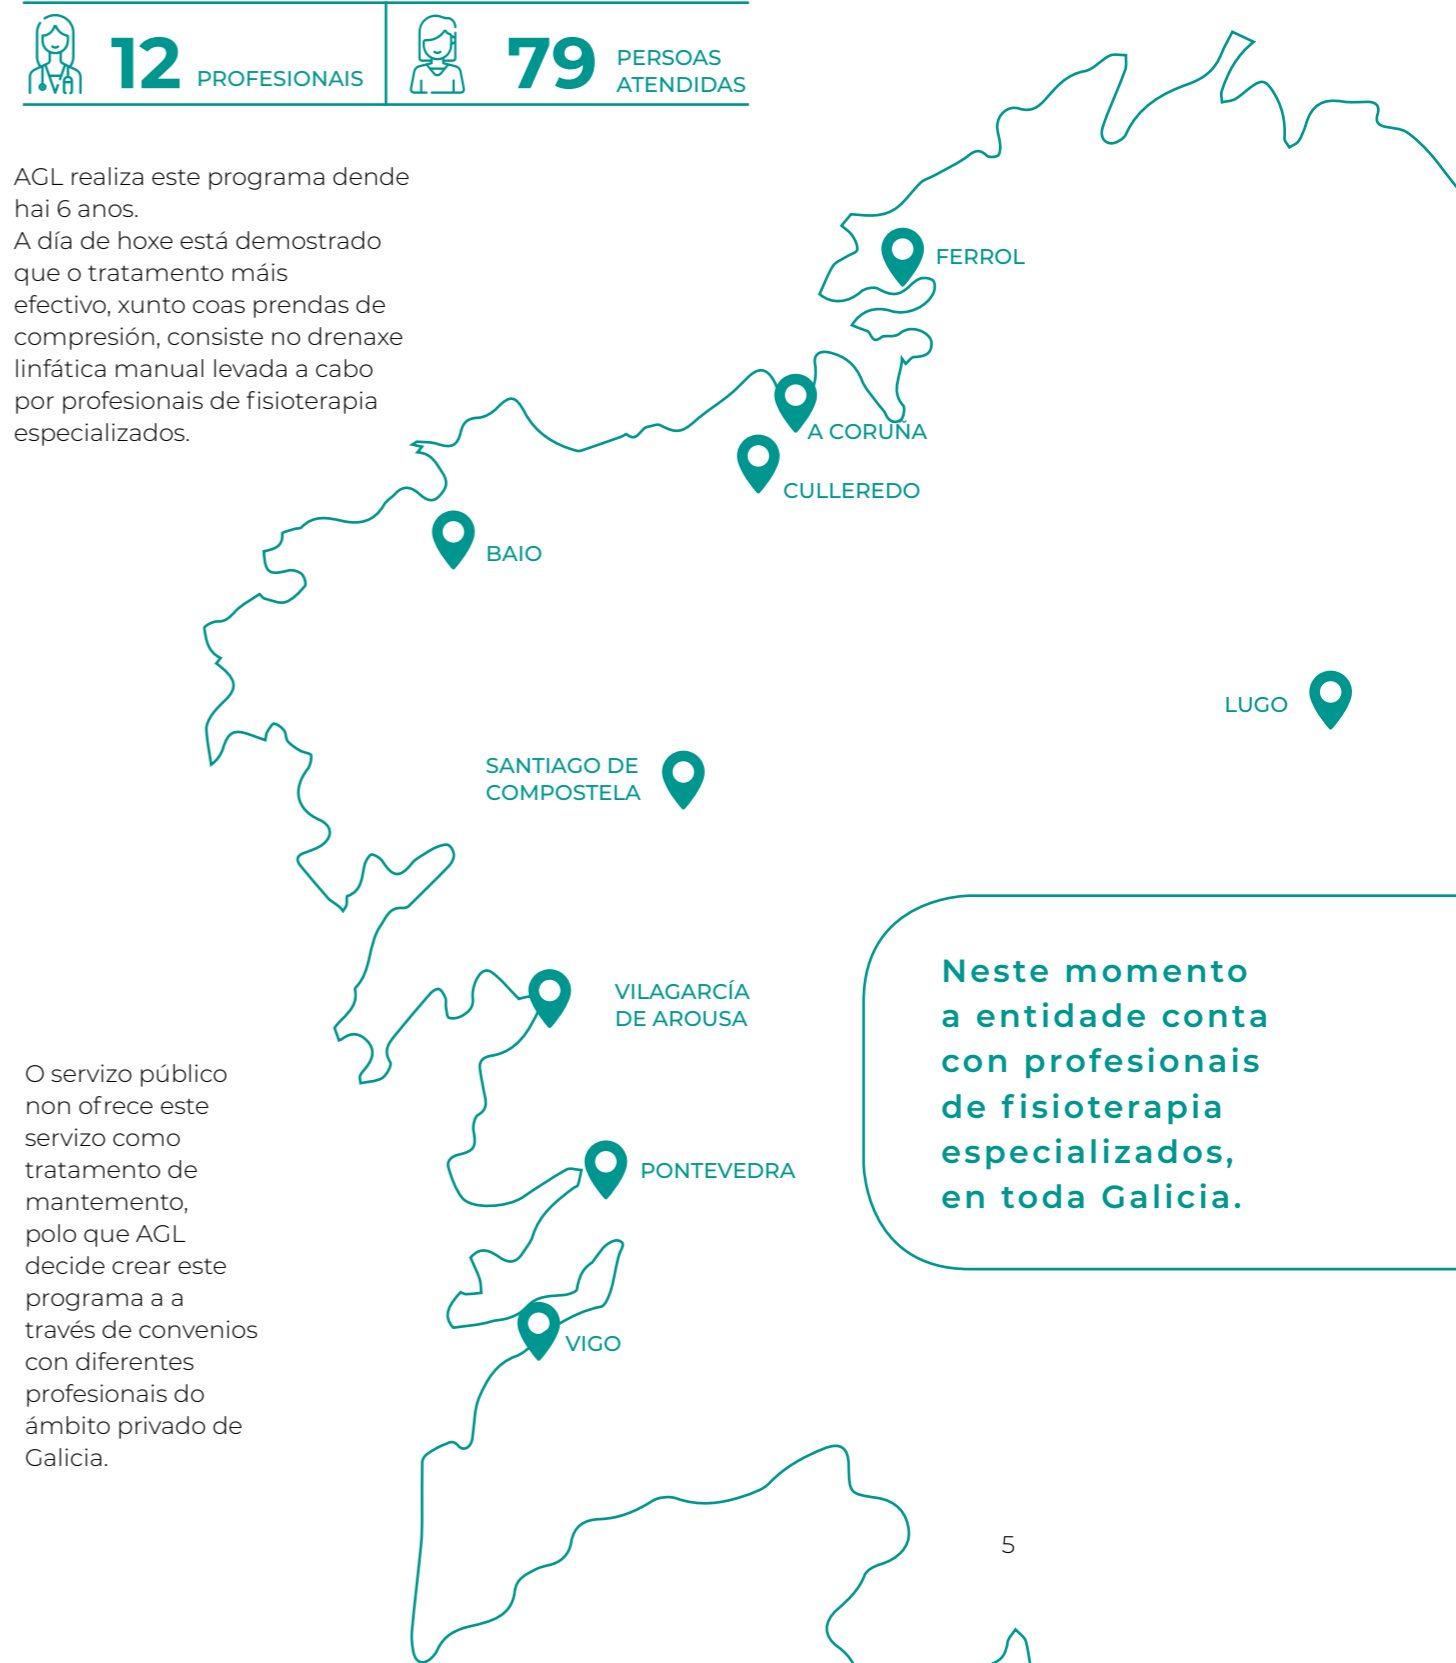 12 PROFESIONAIS
79 PERSOAS
ATENDIDAS
AGL realiza este programa dende
hai 6 anos.
A día de hoxe está demostrado
que o tratamento máis
efectivo, xunto coas prendas de
compresión, consiste no drenaxe
linfática manual levada a cabo
por profesionais de fisioterapia
especializados.
FERROL
A CORUÑA
CULLEREDO
BAIO
LUGO
SANTIAGO DE
COMPOSTELA
VILAGARCÍA
DE AROUSA
PONTEVEDRA
VIGO
Neste momento
a entidade conta
con profesionais
de fisioterapia
especializados,
en toda Galicia.
O servizo público
non ofrece este
servizo como
tratamento de
mantemento,
polo que AGL
decide crear este
programa a a
través de convenios
con diferentes
profesionais do
ámbito privado de
Galicia.
5